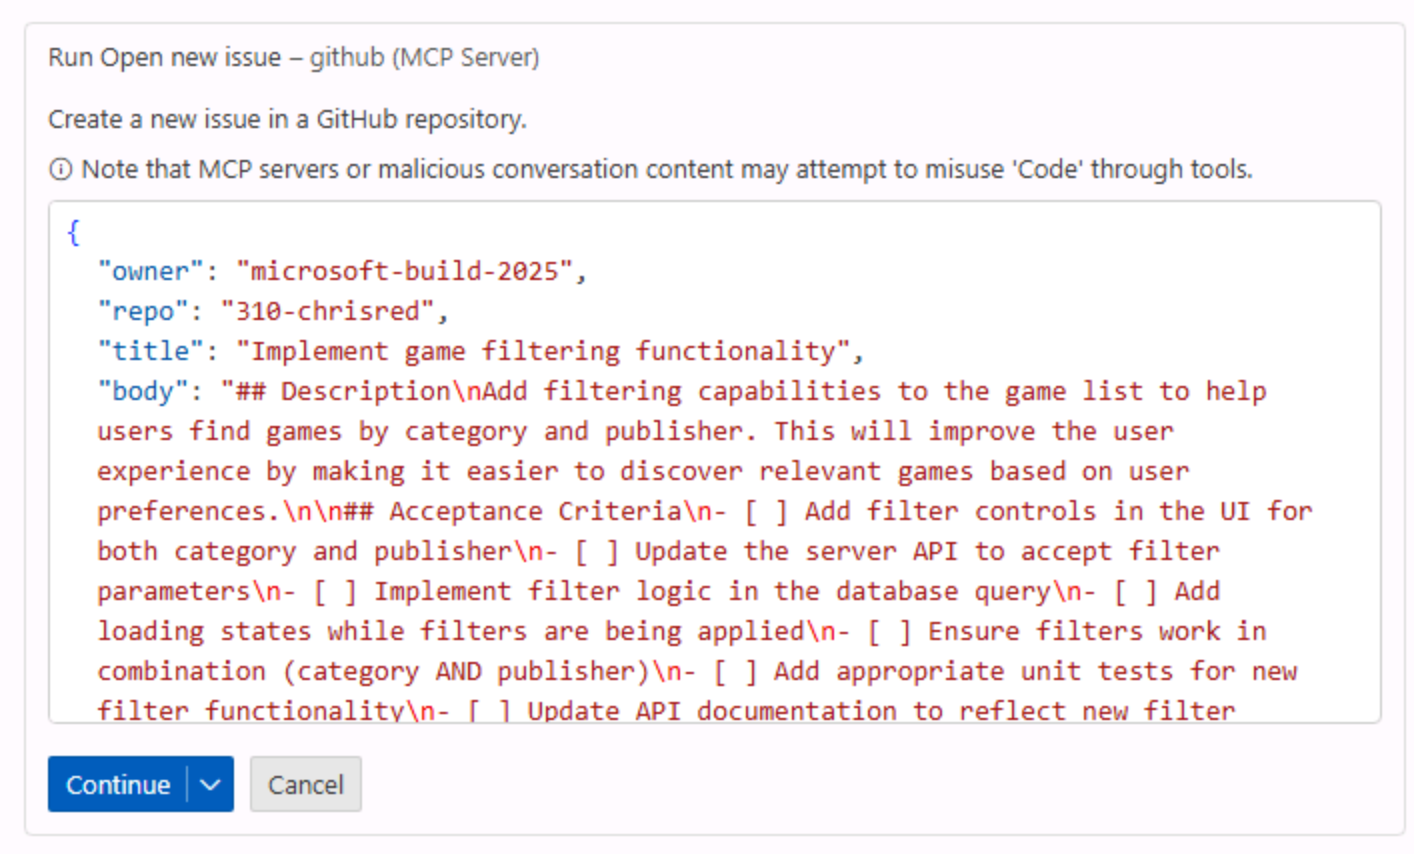 Run Open new issue – github (MCP Server)
Create a new issue in a GitHub repository.
Note that MCP servers or malicious conversation content may attempt to misuse 'Code' through tools.
{
"owner": "microsoft-build-2025",
"repo": "310-chrisred",
"title": "Implement game filtering functionality",
"body": "## Description\nAdd filtering capabilities to the game list to help
users find games by category and publisher. This will improve the user
experience by making it easier to discover relevant games based on user
preferences.\n\n## Acceptance Criteria\n- [ ] Add filter controls in the UI for
both category and publisher\n- [ ] Update the server API to accept filter
parameters\n- [ ] Implement filter logic in the database query\n- [ ] Add
loading states while filters are being applied\n- [ ] Ensure filters work in
combination (category AND publisher)\n- [ ] Add appropriate unit tests for new
filter functionality\n- [ ] Update API documentation to reflect new filter
Continue
Cancel